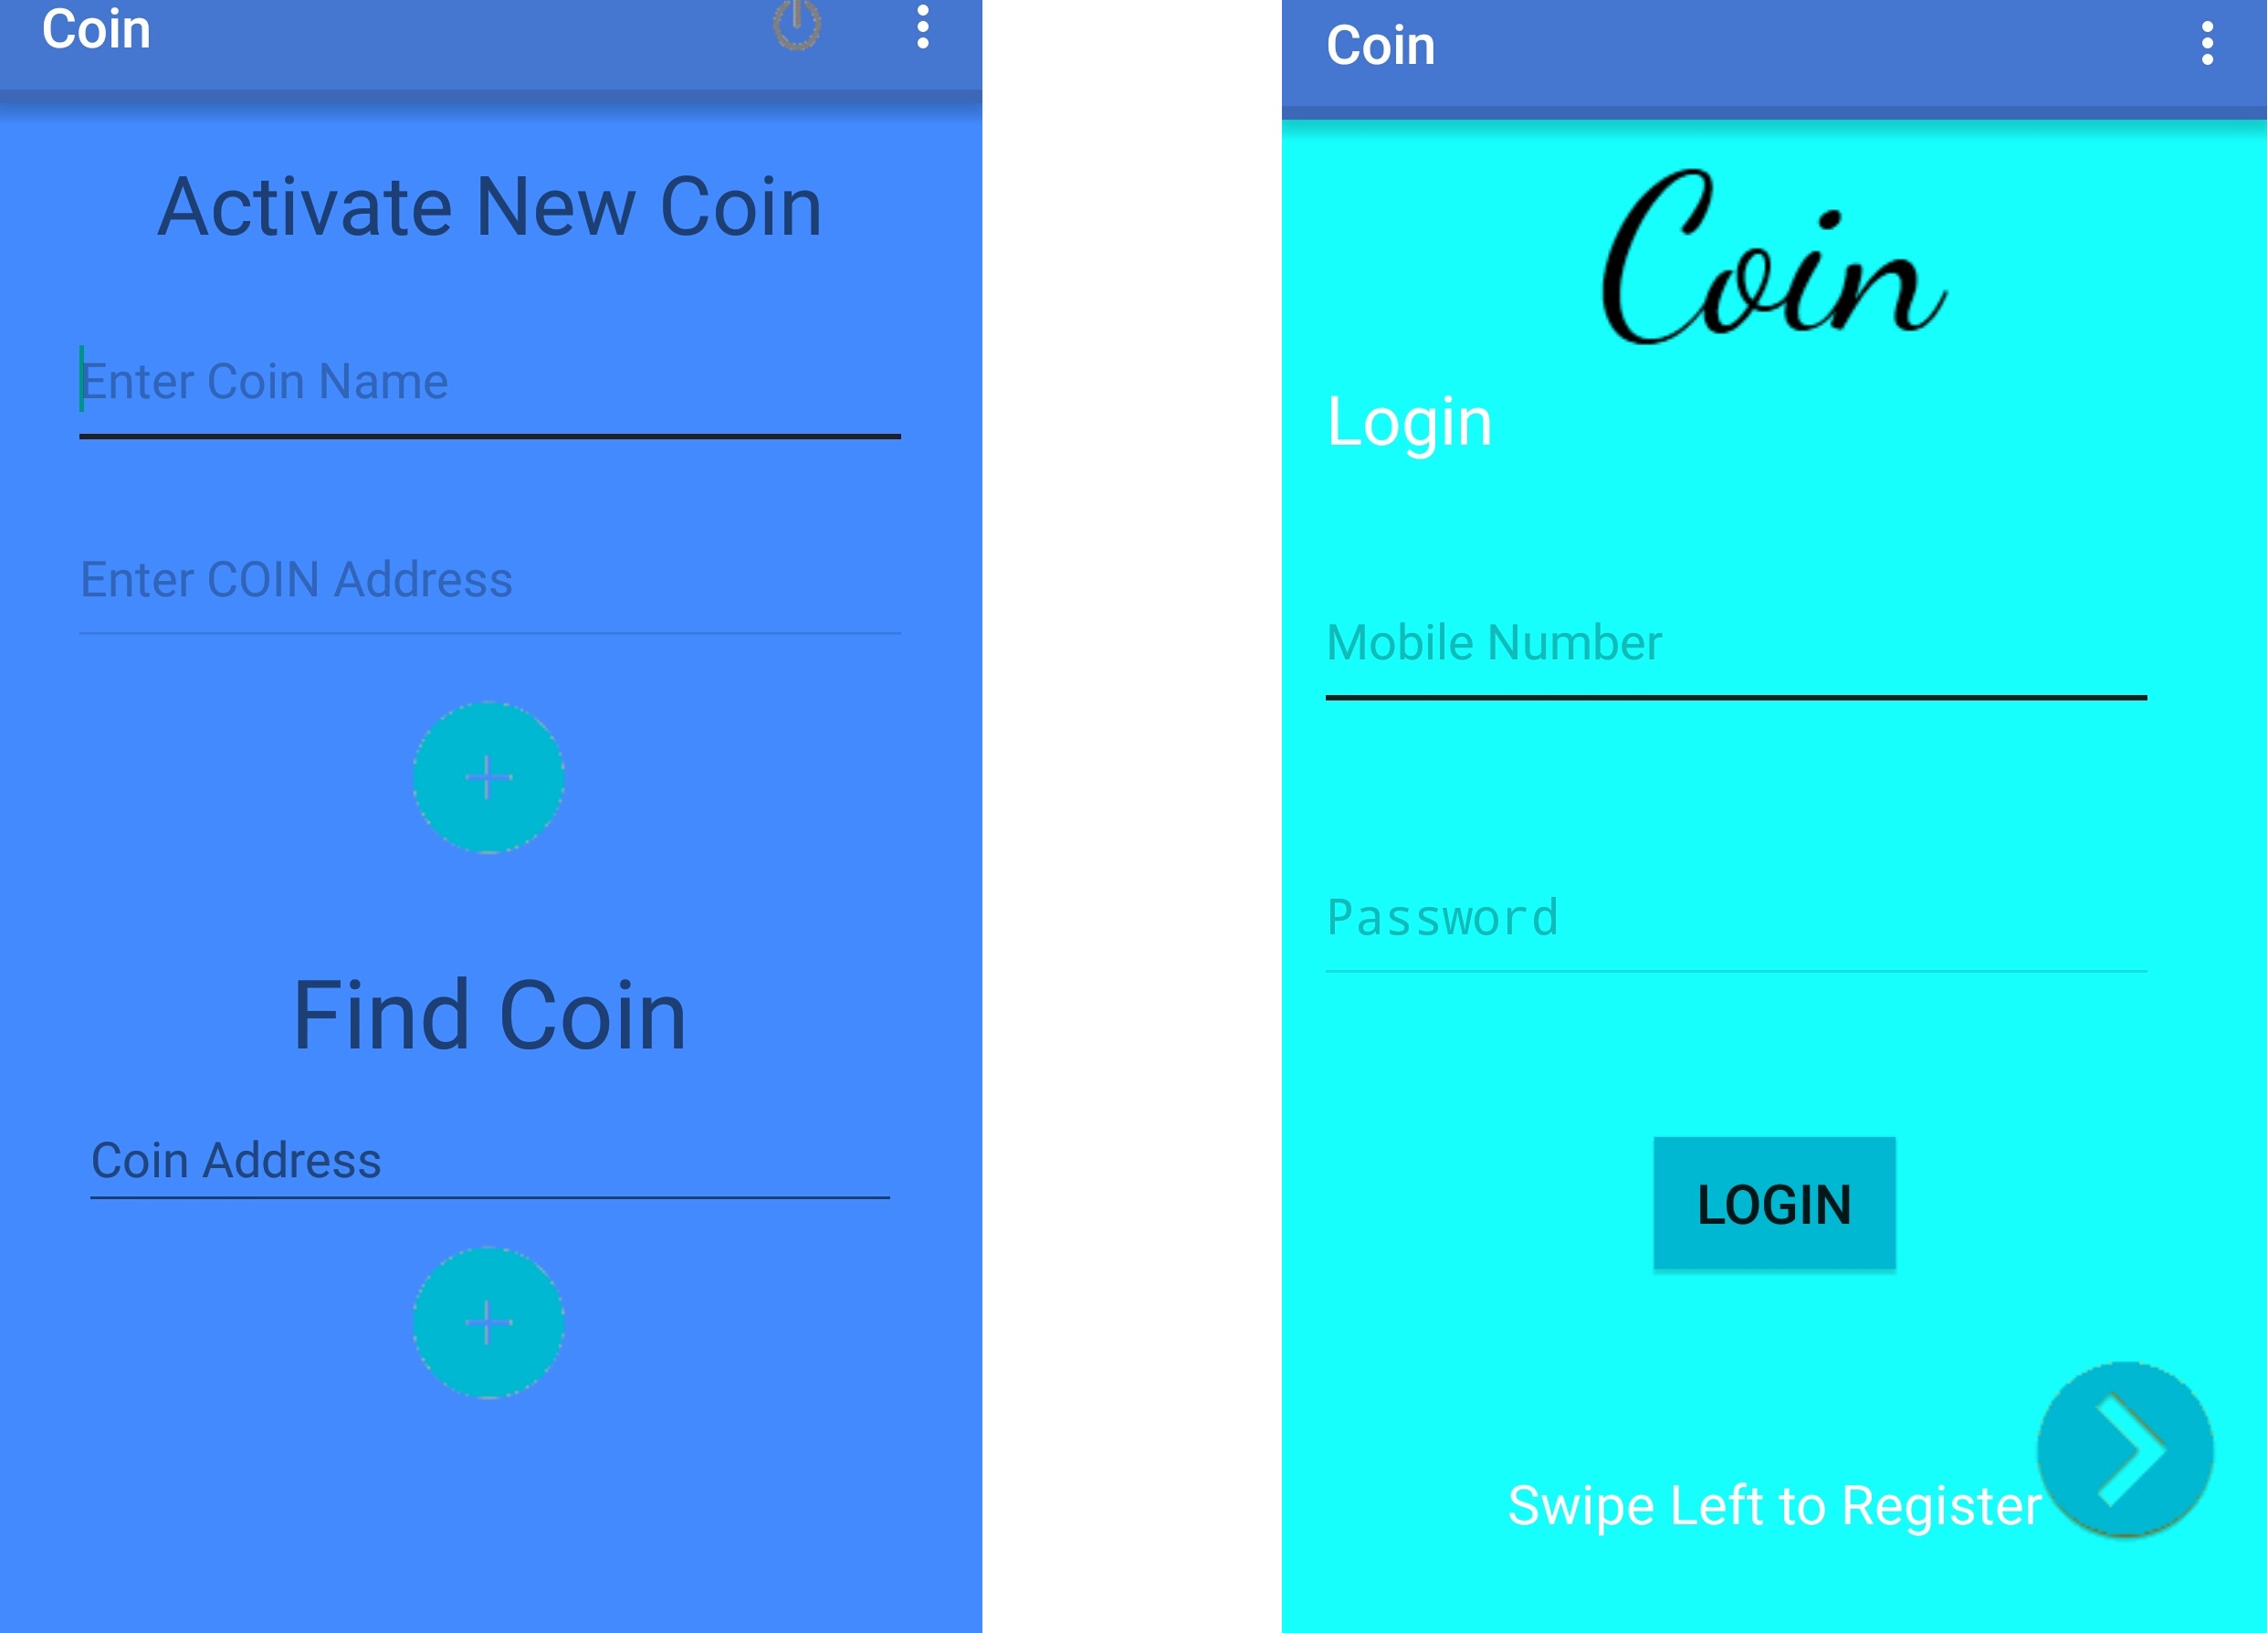 Coin
Activate New Coin
Enter Coin Name
Enter COIN Address
Find Coin
Coin Address
Coin
Coin
Login
Mobile Number
Password
LOGIN
Swipe Left to Register